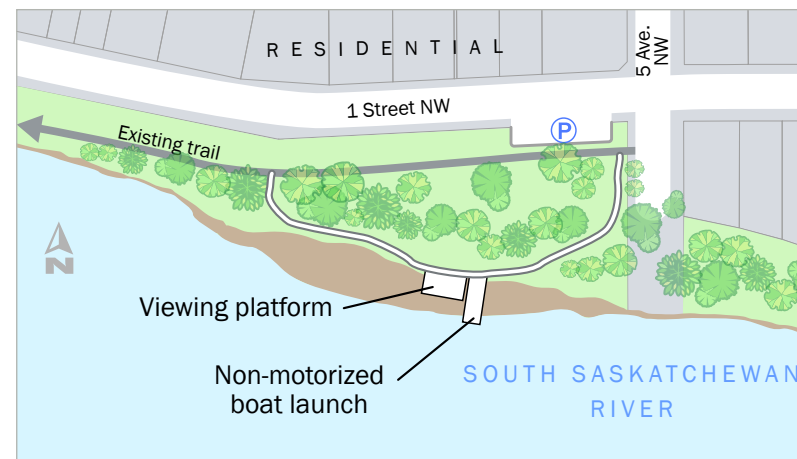 RESIDENTIAL
5 Ave.
NW
1 Street NW
P
Existing trail
N
Viewing platform
Non-motorized
boat launch
SOUTH SASKATCHEWAN
RIVER